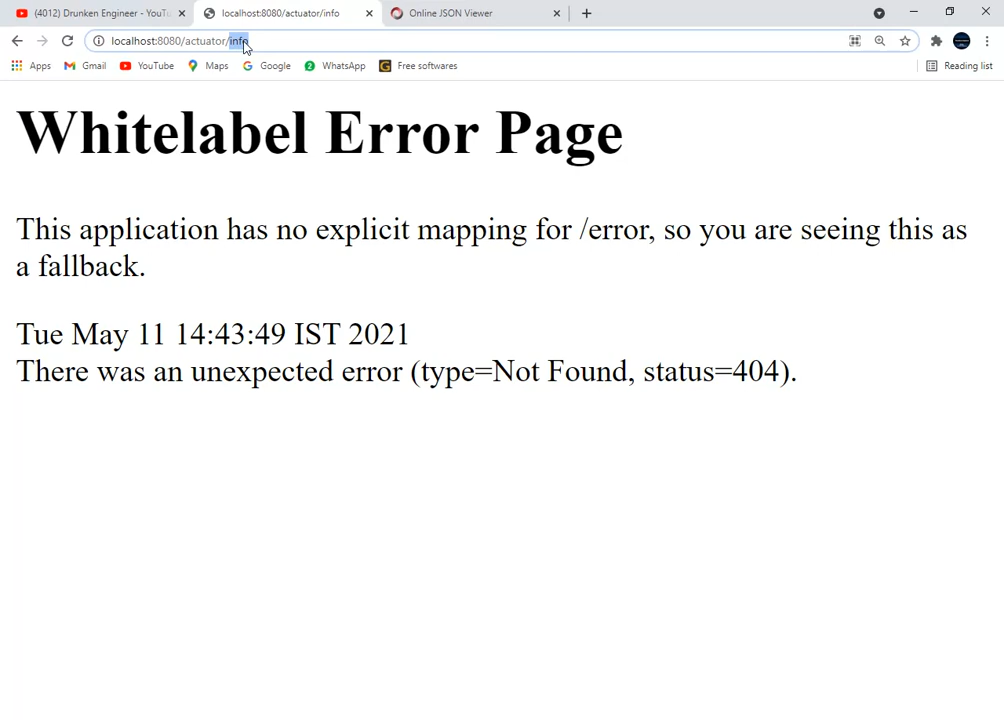 (4012) Drunken Engineer - YouTu
localhost:8080/actuator/info
Online JSON Viewer
localhost:8080/actuator/info
Apps
Gmail
YouTube
Maps
Google
2
WhatsApp
G
Free softwares
Reading list
Whitelabel Error Page
This application has no explicit mapping for /error, so you are seeing this as
a fallback.
Tue May 11 14:43:49 IST 2021
There was an unexpected error (type=Not Found, status=404).